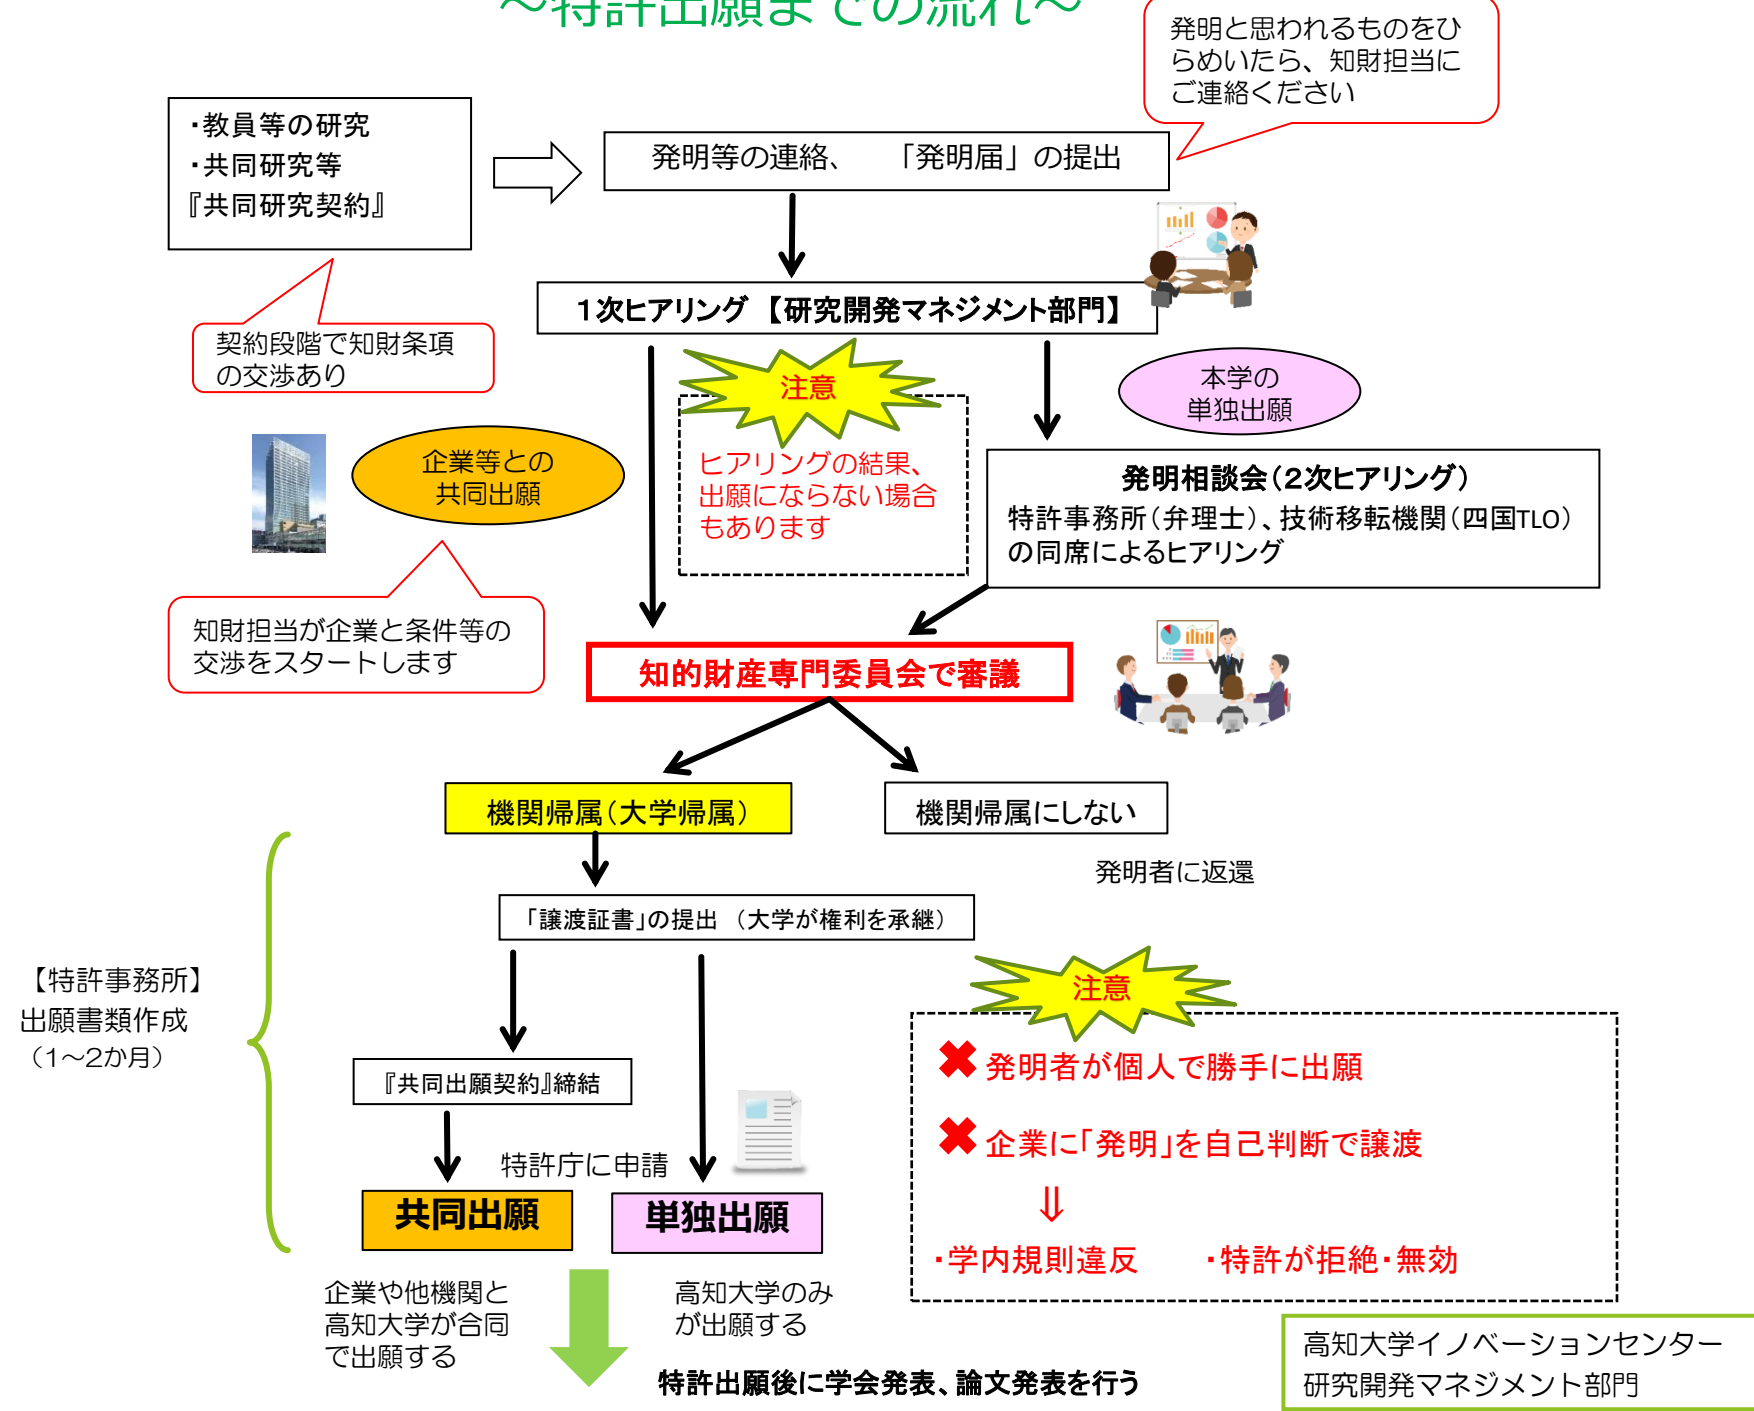 ～特許出願までの流れ～
発明と思われるものをひ
らめいたら、知財担当に
ご連絡ください
・教員等の研究
・共同研究等
『共同研究契約』
発明等の連絡、　「発明届」の提出
１次ヒアリング【研究開発マネジメント部門】
契約段階で知財条項
の交渉あり
注意
本学の
単独出願
企業等との
共同出願
ヒアリングの結果、
出願にならない場合
もあります
発明相談会（2次ヒアリング）
特許事務所（弁理士）、技術移転機関（四国TLO）
の同席によるヒアリング
知財担当が企業と条件等の
交渉をスタートします
知的財産専門委員会で審議
機関帰属（大学帰属）
機関帰属にしない
発明者に返還
「譲渡証書」の提出　（大学が権利を承継）
【特許事務所】
出願書類作成
（1～2か月）
注意
✖発明者が個人で勝手に出願
✖企業に「発明」を自己判断で譲渡
⇓
・学内規則違反　・特許が拒絶・無効
『共同出願契約』締結
特許庁に申請
共同出願
単独出願
企業や他機関と
高知大学が合同
で出願する
高知大学のみ
が出願する
特許出願後に学会発表、論文発表を行う
高知大学イノベーションセンター
研究開発マネジメント部門